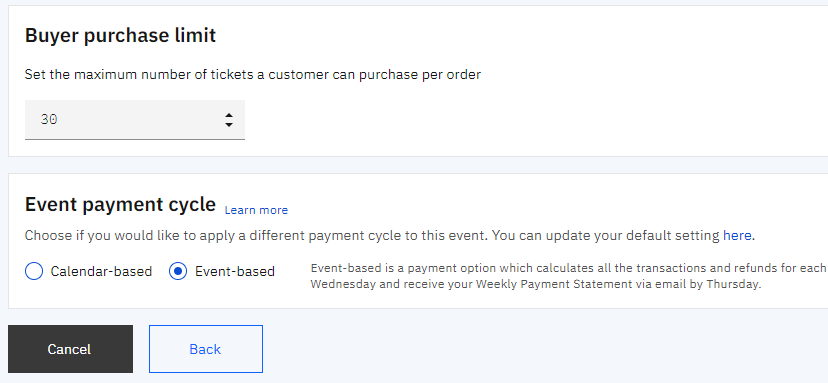 Buyer purchase limit
Set the maximum number of tickets a customer can purchase per order
30
Event payment cycle Learn more
Choose if you would like to apply a different payment cycle to this event. You can update your default setting here.
Calendar-based Event-based
Event-based is a payment option which calculates all the transactions and refunds for each
Wednesday and receive your Weekly Payment Statement via email by Thursday.
Cancel Back